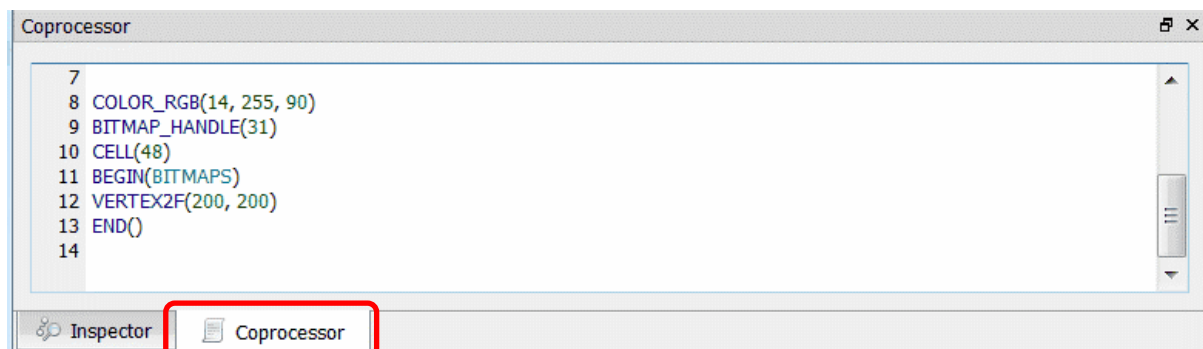 Coprocessor
7
8 COLOR_RGB(14, 255, 90)
9 BITMAP_HANDLE(31)
10 CELL(48)
11 BEGIN(BITMAPS)
12 VERTEX2F(200, 200)
13 END()
14
Inspector Coprocessor